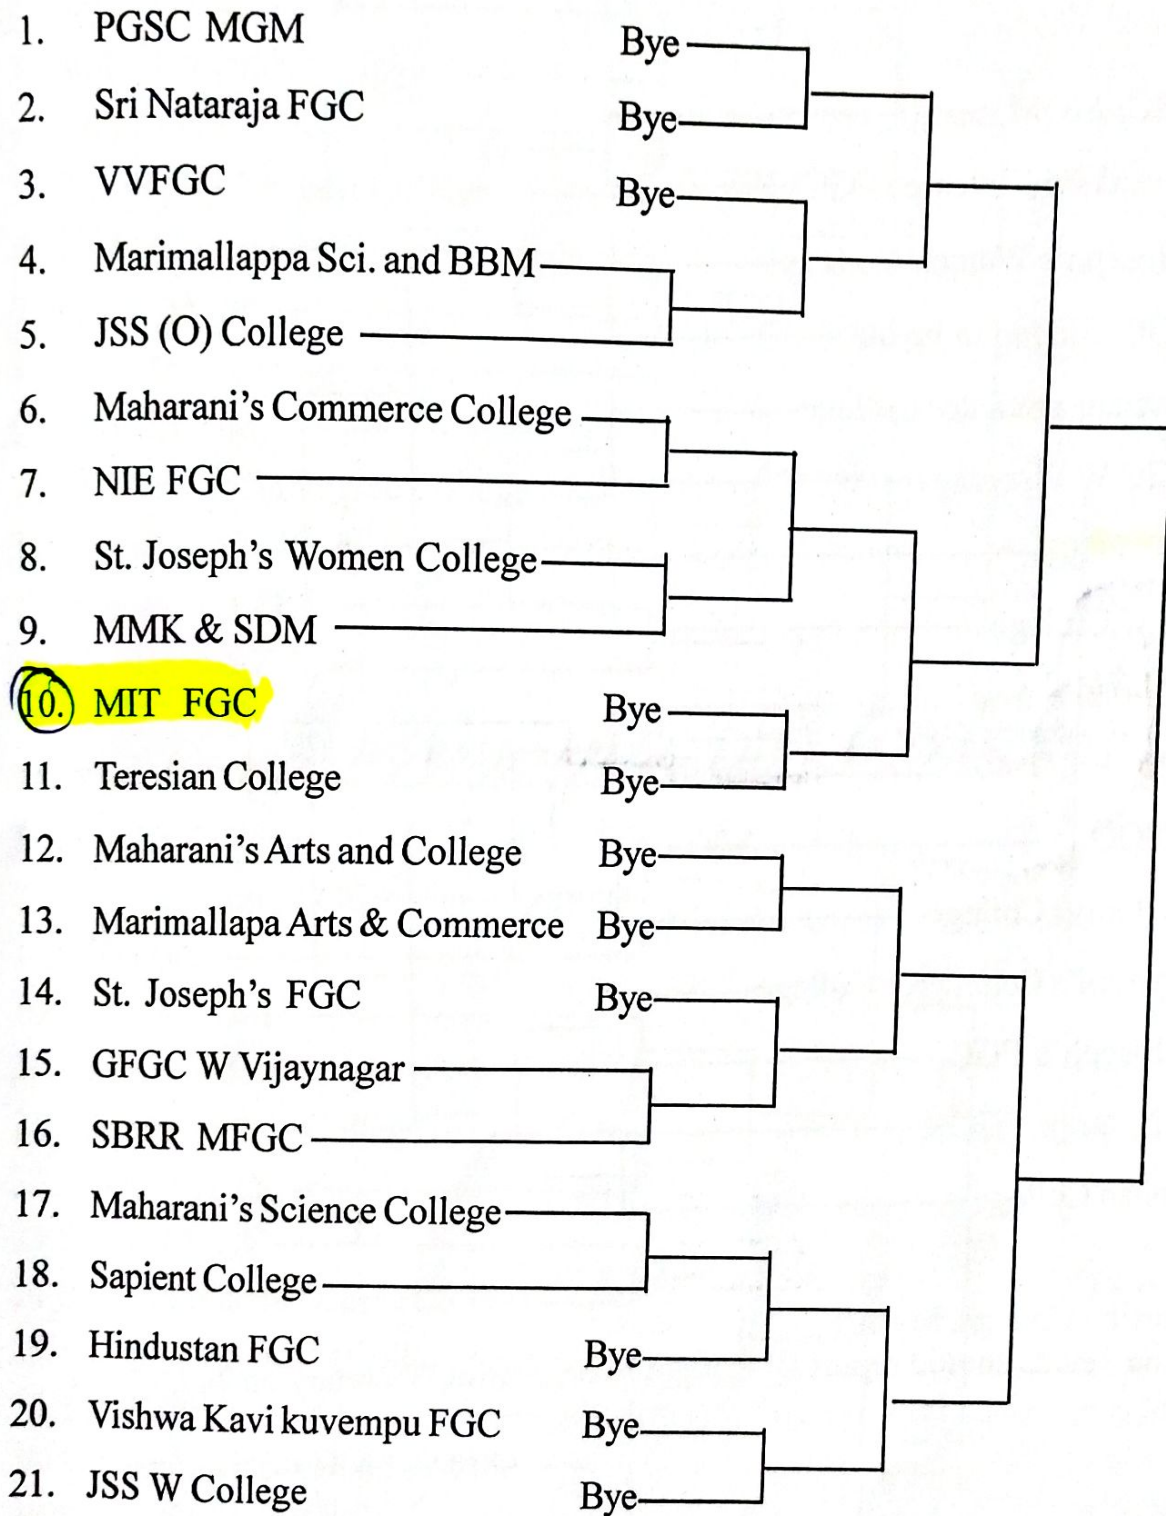 1. PGSC MGM Bye
2. Sri Nataraja FGC Bye
3. VVFGC Bye
4. Marimallappa Sci. and BBM
5. JSS (O) College
6. Maharani's Commerce College
7. NIE FGC
8. St. Joseph's Women College
9. MMK & SDM
10. MIT FGC Bye
11. Teresian College Bye
12. Maharani's Arts and College Bye
13. Marimallapa Arts & Commerce Bye
14. St. Joseph's FGC Bye
15. GFGC W Vijaynagar
16. SBRR MFGC
17. Maharani's Science College
18. Sapient College
19. Hindustan FGC Bye
20. Vishwa Kavi kuvempu FGC Bye
21. JSS W College Bye